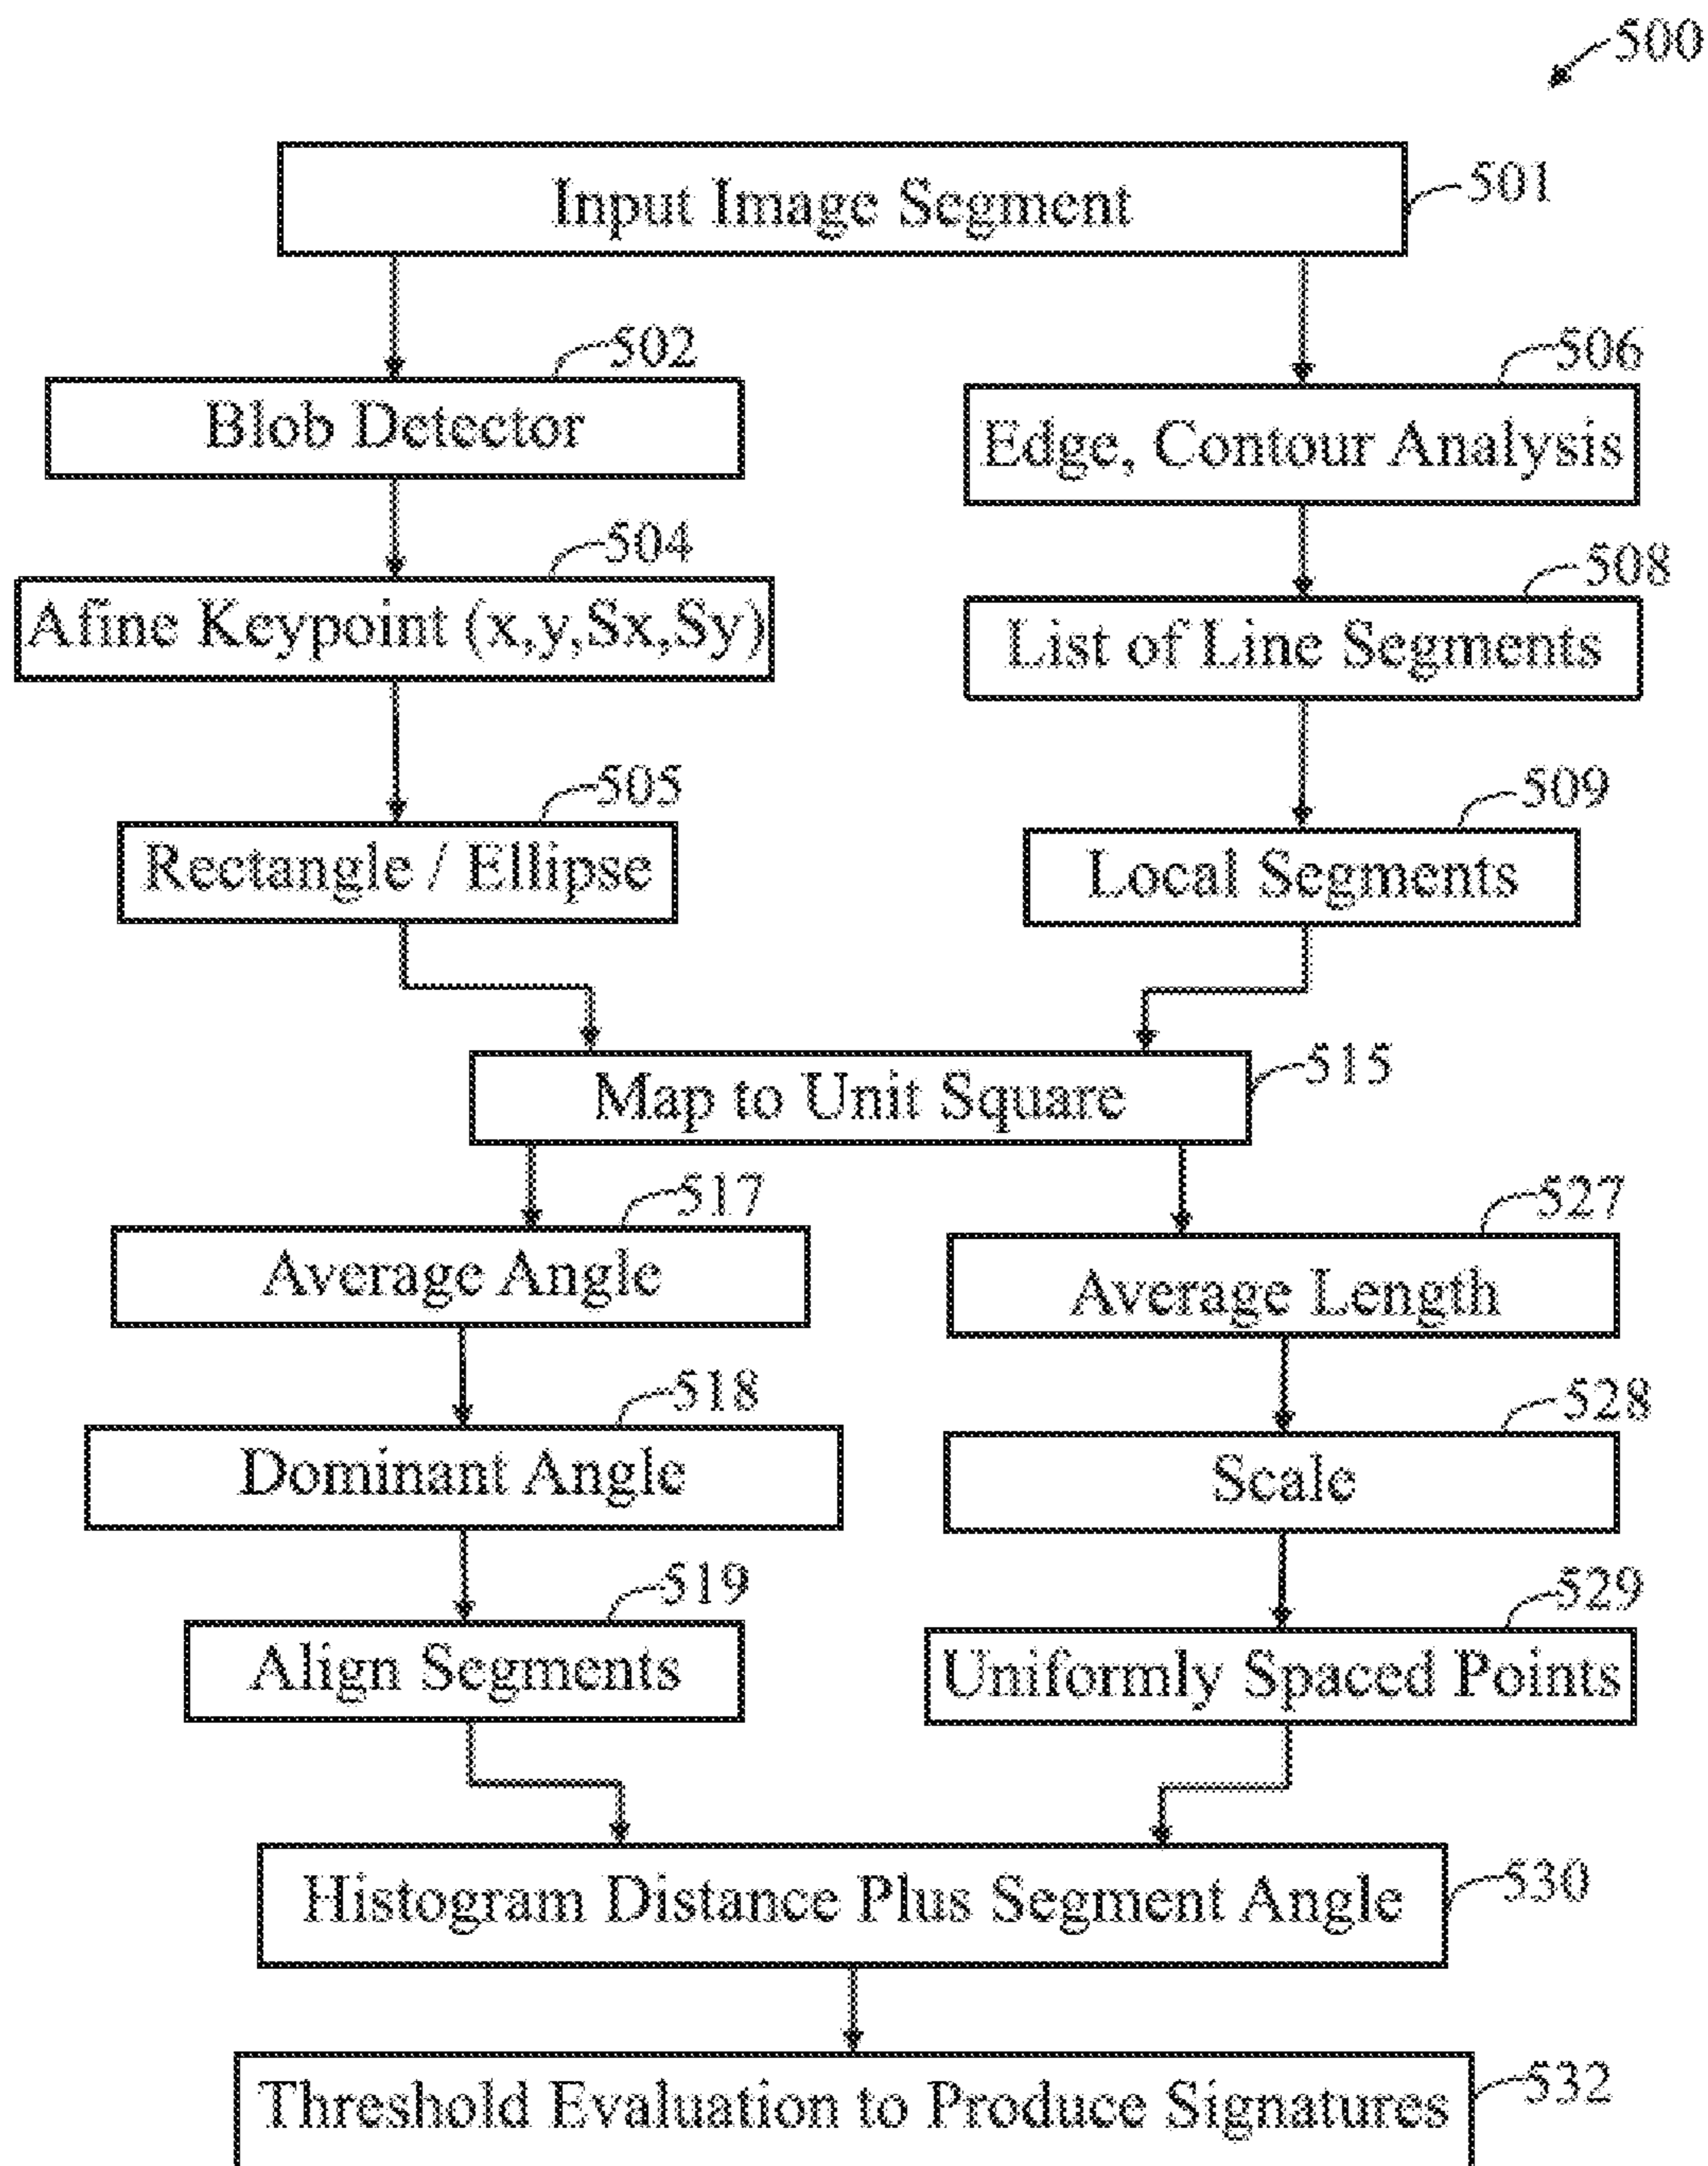 500
Input Image Segment
501
502
Blob Detector
506
Edge, Contour Analysis
504
Afine Keypoint (x,y,Sx,Sy)
508
List of Line Segments
505
Rectangle / Ellipse
509
Local Segments
Map to Unit Square
515
517
Average Angle
527
Average Length
518
Dominant Angle
528
Scale
519
Align Segments
529
Uniformly Spaced Points
Histogram Distance Plus Segment Angle
530
Threshold Evaluation to Produce Signatures
532